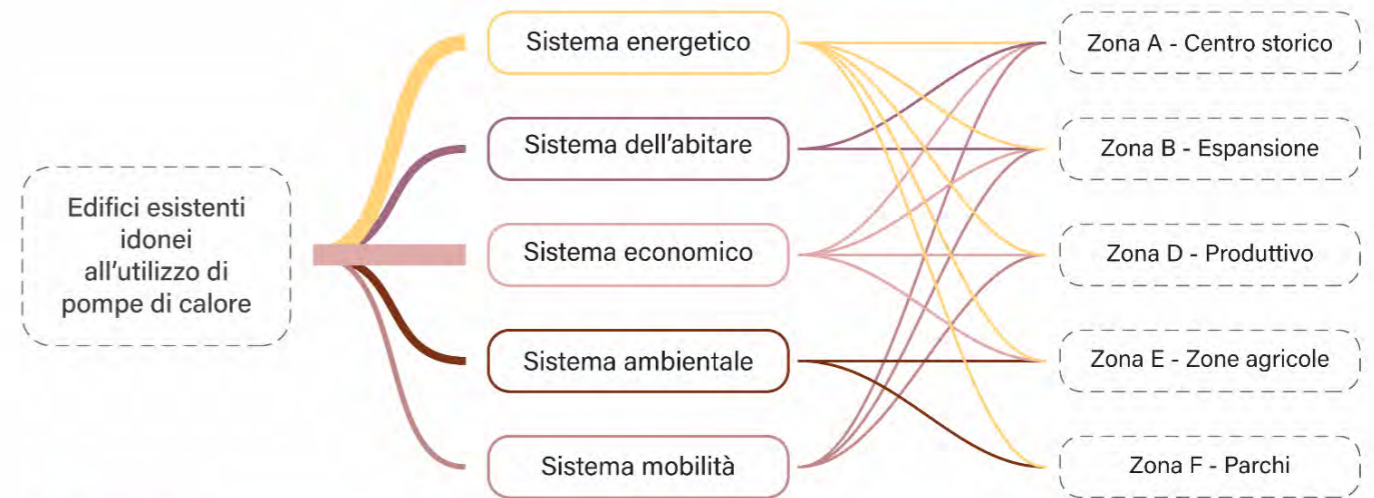 Edifici esistenti
idonei
all'utilizzo di
pompe di calore
Sistema energetico
Sistema dell'abitare
Sistema economico
Sistema ambientale
Sistema mobilità
Zona A - Centro storico
Zona B - Espansione
Zona D - Produttivo
Zona E - Zone agricole
Zona F - Parchi